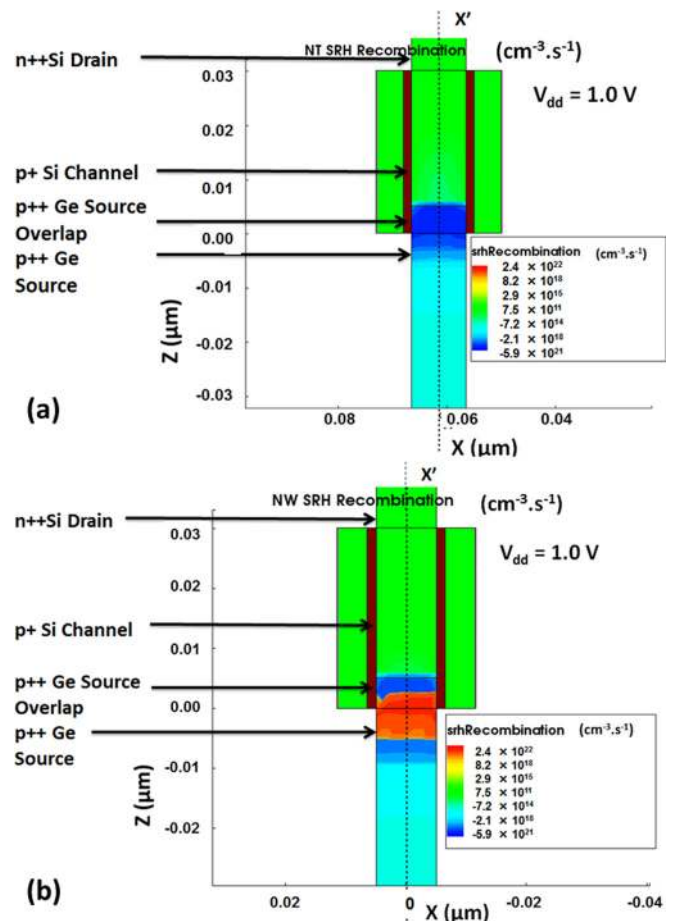 X'
NT SRH Recombination (cm-3.s-1)
n++Si Drain
0.03
Vdd = 1.0 V
0.02
p+ Si Channel
0.01
p++ Ge Source
Overlap
0.00
p++ Ge
Source
srhRecombination (cm-3.s-1)
2.4 × 10^22
8.2 × 10^18
2.9 × 10^15
7.5 × 10^11
-7.2 × 10^14
-2.1 × 10^18
-5.9 × 10^21
-0.01
Z (μm)
-0.02
-0.03
(a)
0.08 0.06 0.04
X (μm)
X'
NW SRH Recombination (cm-3.s-1)
n++Si Drain
0.03
Vdd = 1.0 V
0.02
p+ Si Channel
0.01
p++ Ge Source
Overlap
0.00
p++ Ge
Source
srhRecombination (cm-3.s-1)
2.4 × 10^22
8.2 × 10^18
2.9 × 10^15
7.5 × 10^11
-7.2 × 10^14
-2.1 × 10^18
-5.9 × 10^21
-0.01
Z (μm)
-0.02
(b)
0.02 0 -0.02 -0.04
X (μm)